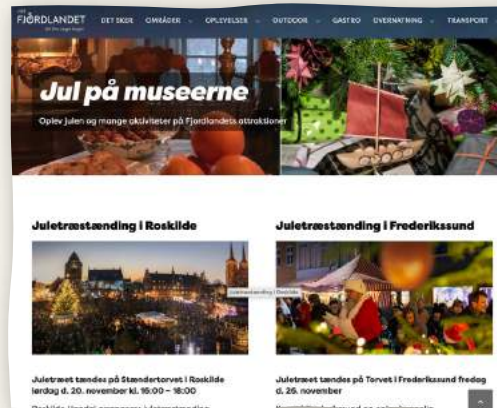 FJORDLANDET
DET SKER OMRÅDER OPLEVELSER OUTDOOR GASTRO OVERNATNING TRANSPORT
Jul på museerne
Oplev julen og mange aktiviteter på Fjordlandets attraktioner
Juletræstænding i Roskilde
Juletræstænding i Frederikssund
Juletræstænding i Roskilde
Juletræet tændes på Stændertorvet i Roskilde
lørdag d. 20. november kl. 16:00 – 18:00
Juletræet tændes på Torvet i Frederikssund fredag
d. 26. november